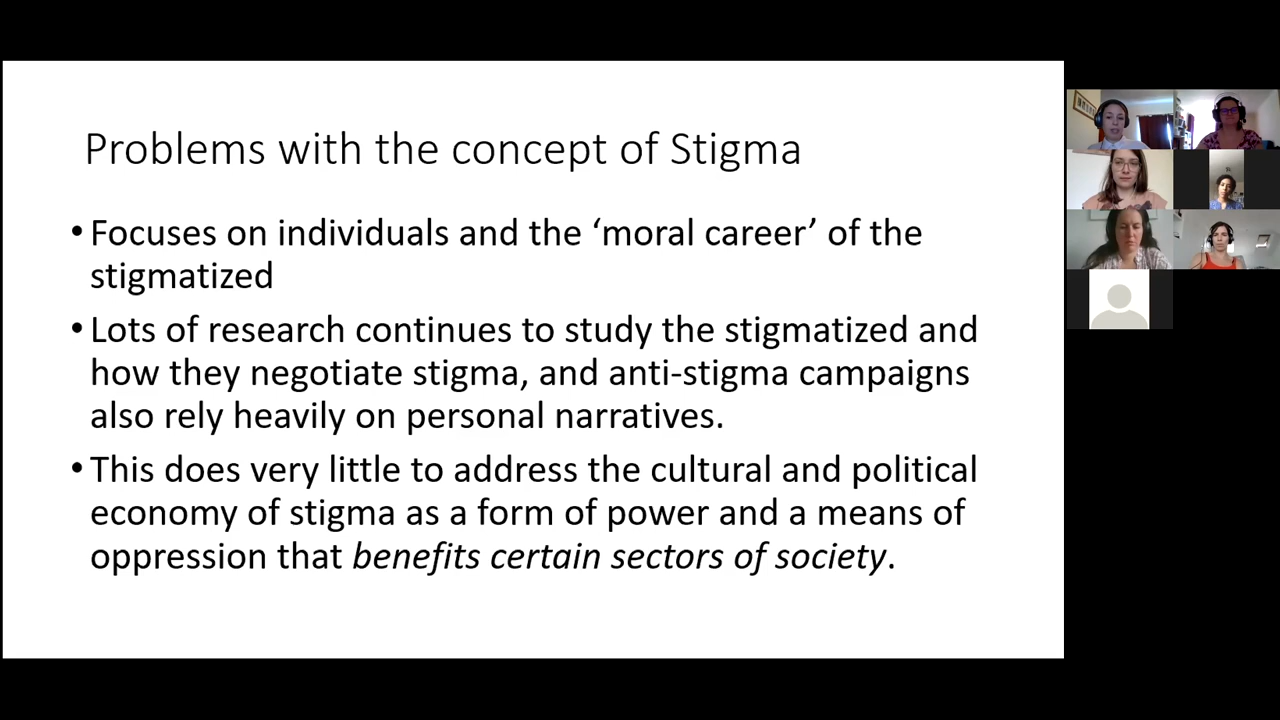 Problems with the concept of Stigma
• Focuses on individuals and the ‘moral career’ of the
stigmatized
• Lots of research continues to study the stigmatized and
how they negotiate stigma, and anti-stigma campaigns
also rely heavily on personal narratives.
• This does very little to address the cultural and political
economy of stigma as a form of power and a means of
oppression that benefits certain sectors of society.